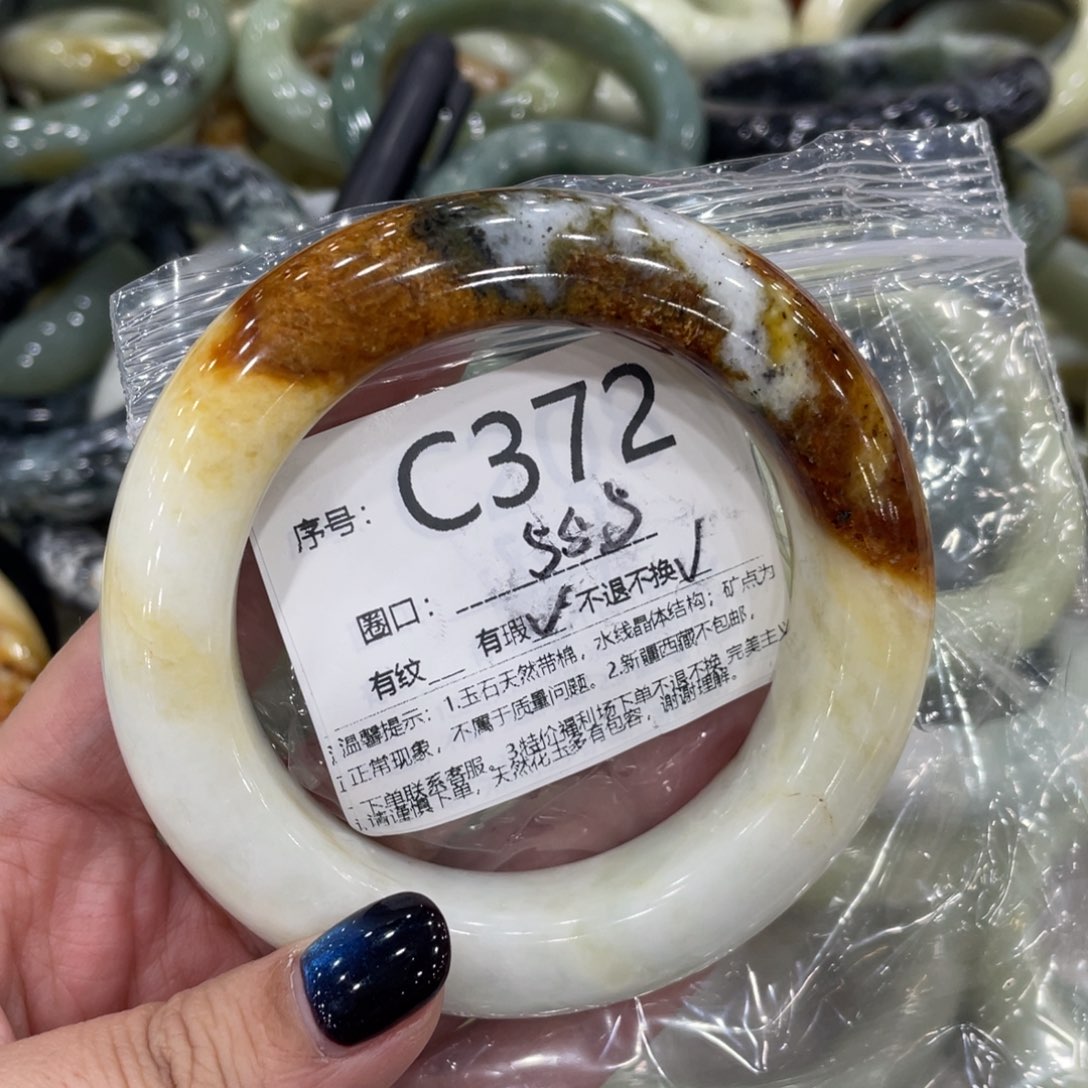 序号: C372
圈口: 55.5
有纹__ 有瑕✓不退不换✓
温馨提示: 1.玉石天然带棉, 水线晶体结构; 矿点为
正常现象, 不属于质量问题。2.新疆西藏不包邮,
下单联系客服。3.特价福利场下单不退不换 完美主义
请谨慎下单, 天然花玉多有包容, 谢谢理解。